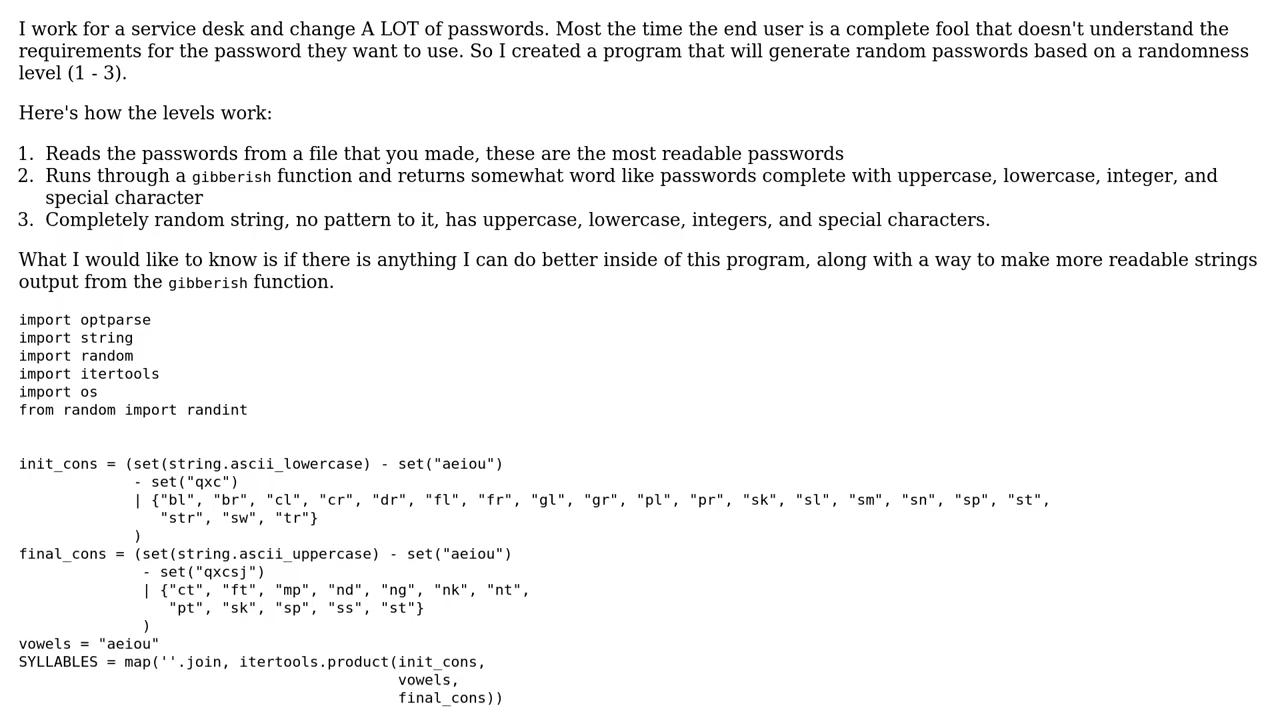 I work for a service desk and change A LOT of passwords. Most the time the end user is a complete fool that doesn't understand the
requirements for the password they want to use. So I created a program that will generate random passwords based on a randomness
level (1 - 3).
Here's how the levels work:
1. Reads the passwords from a file that you made, these are the most readable passwords
2. Runs through a gibberish function and returns somewhat word like passwords complete with uppercase, lowercase, integer, and
special character
3. Completely random string, no pattern to it, has uppercase, lowercase, integers, and special characters.
What I would like to know is if there is anything I can do better inside of this program, along with a way to make more readable strings
output from the gibberish function.
import optparse
import string
import random
import itertools
import os
from random import randint
init_cons = (set(string.ascii_lowercase) - set("aeiou")
             - set("qxc")
             | {"bl", "br", "cl", "cr", "dr", "fl", "fr", "gl", "gr", "pl", "pr", "sk", "sl", "sm", "sn", "sp", "st",
                "str", "sw", "tr"}
             )
final_cons = (set(string.ascii_uppercase) - set("aeiou")
              - set("qxcsj")
              | {"ct", "ft", "mp", "nd", "ng", "nk", "nt",
                 "pt", "sk", "sp", "ss", "st"}
              )
vowels = "aeiou"
SYLLABLES = map(''.join, itertools.product(init_cons,
                                           vowels,
                                           final_cons))